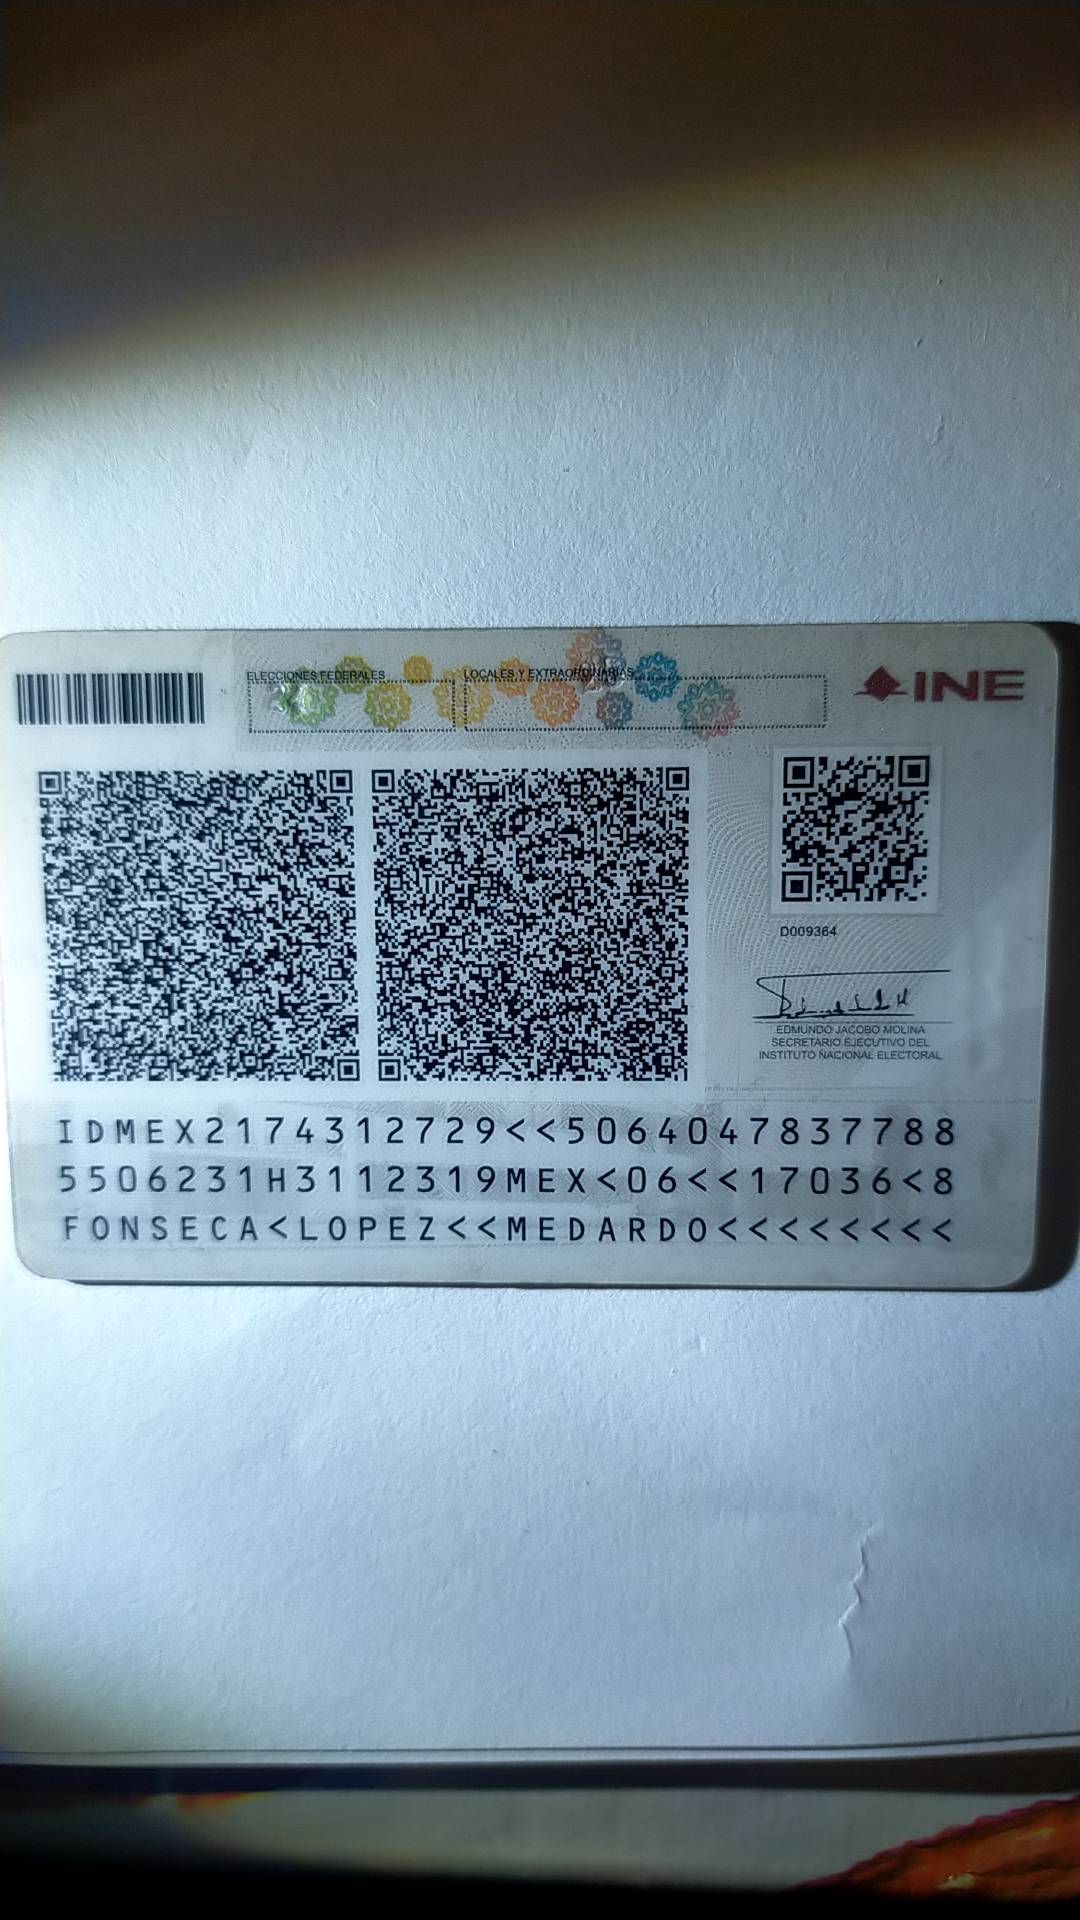 ELECCIONES FEDERALES
LOCALES Y EXTRAORDINARIAS
INE
D009364
EDMUNDO JACOBO MOLINA
SECRETARIO EJECUTIVO DEL
INSTITUTO NACIONAL ELECTORAL
IDMEX2174312729<<5064047837788
5506231H3112319MEX<06<<17036<8
FONSECA<LOPEZ<<MEDARDO<<<<<<<<